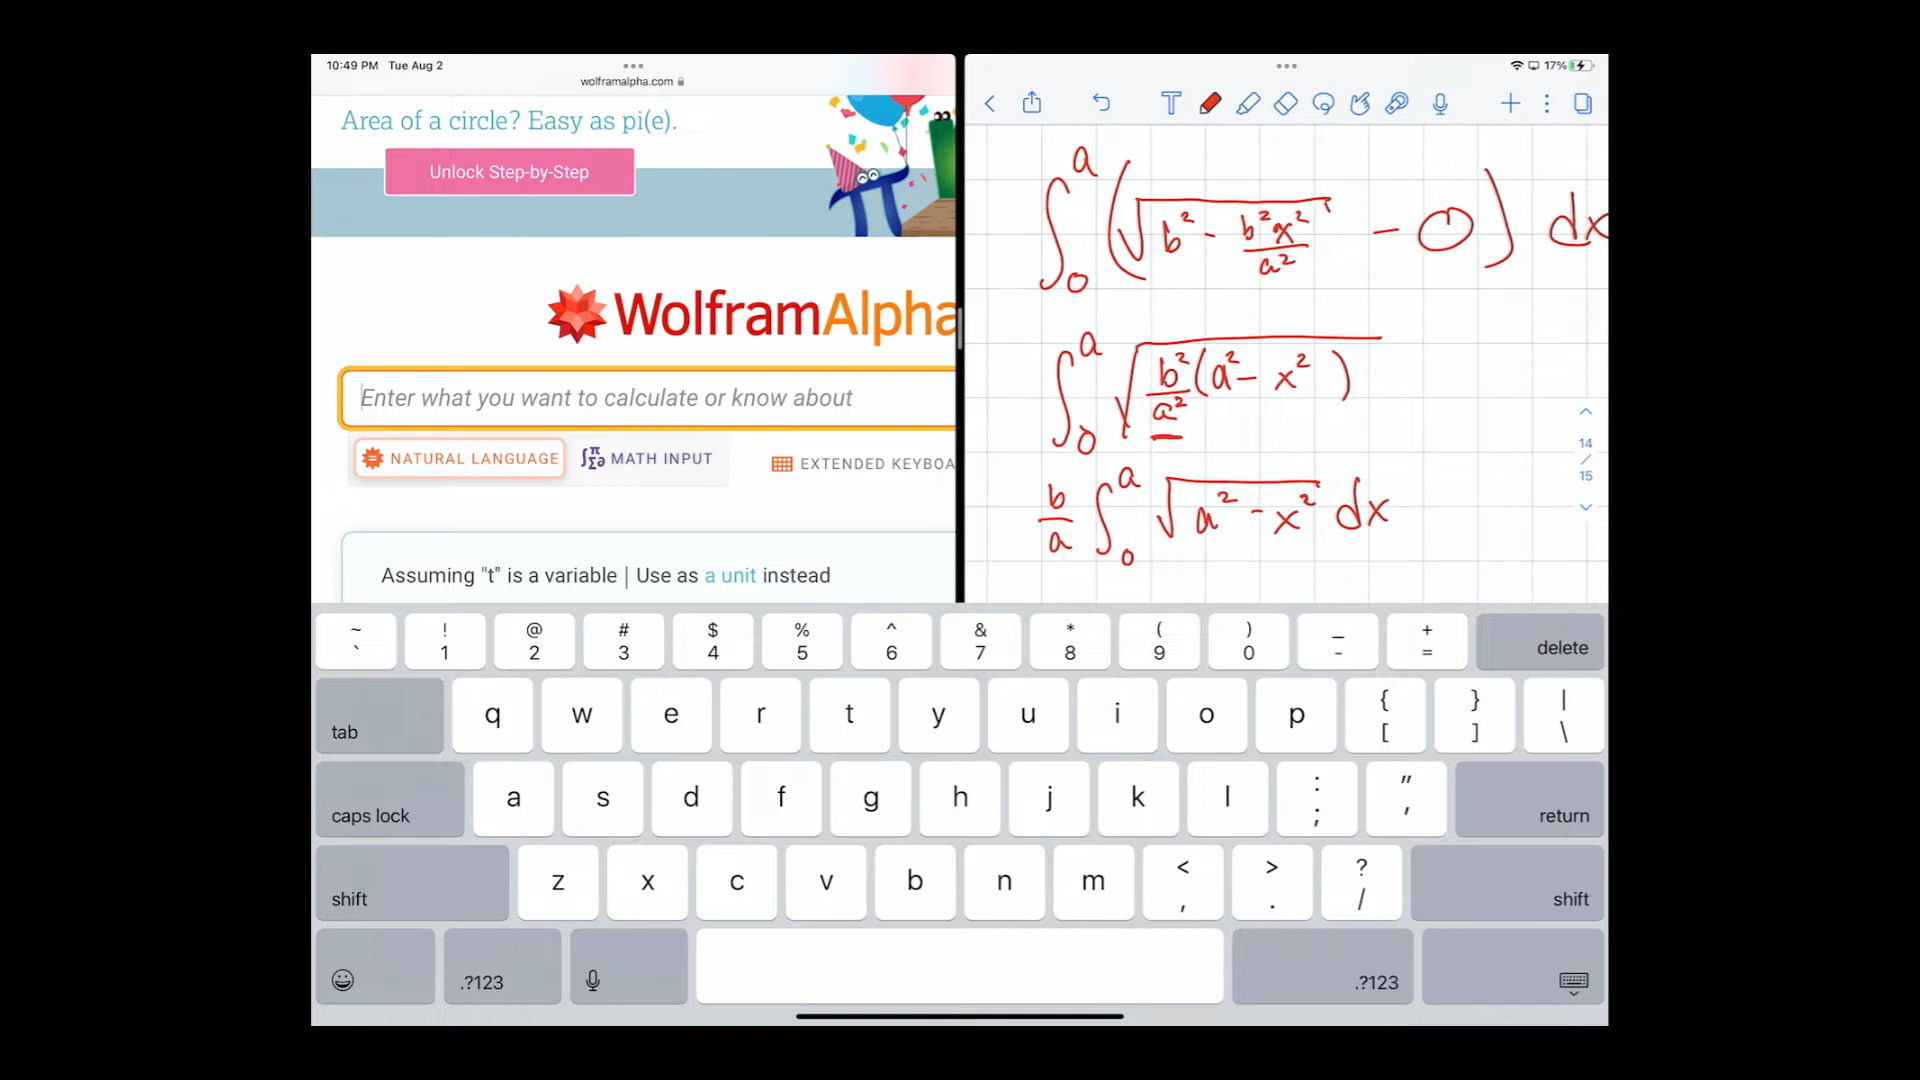 10:49 PM Tue Aug 2
wolframalpha.com
Area of a circle? Easy as pi(e).
Unlock Step-by-Step
WolframAlpha
Enter what you want to calculate or know about
NATURAL LANGUAGE
∫π Σ∂ MATH INPUT
EXTENDED KEYBOA
Assuming "t" is a variable | Use as a unit instead
17%
T
∫₀ᵃ (√(b² - b²x²/a²) - 0) dx
∫₀ᵃ √(b²/a² (a² - x²))
b/a ∫₀ᵃ √(a² - x²) dx
14
/
15
~ ` ! 1 @ 2 # 3 $ 4 % 5 ^ 6 & 7 * 8 ( 9 ) 0 _ - + = delete
tab q w e r t y u i o p { [ } ] | \
caps lock a s d f g h j k l : ; " ' return
shift z x c v b n m < , > . ? / shift
.?123 .?123